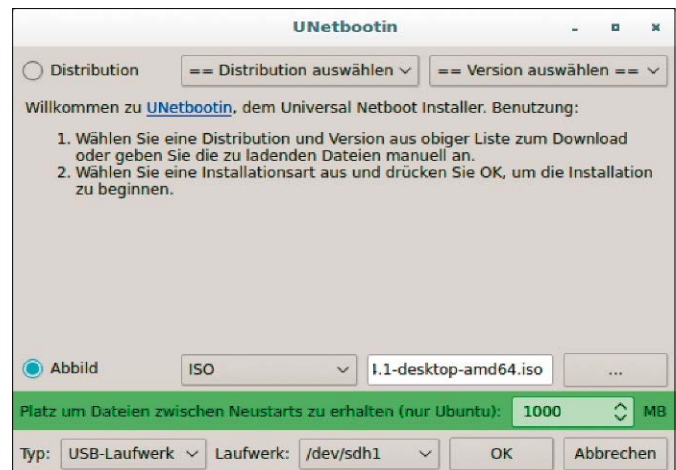 UNetbootin
Distribution == Distribution auswählen == Version auswählen ==
Willkommen zu UNetbootin, dem Universal Netboot Installer. Benutzung:
1. Wählen Sie eine Distribution und Version aus obiger Liste zum Download
oder geben Sie die zu ladenden Dateien manuell an.
2. Wählen Sie eine Installationsart aus und drücken Sie OK, um die Installation
zu beginnen.
Abbild ISO .1-desktop-amd64.iso ...
Platz um Dateien zwischen Neustarts zu erhalten (nur Ubuntu): 1000 MB
Typ: USB-Laufwerk Laufwerk: /dev/sdh1 OK Abbrechen